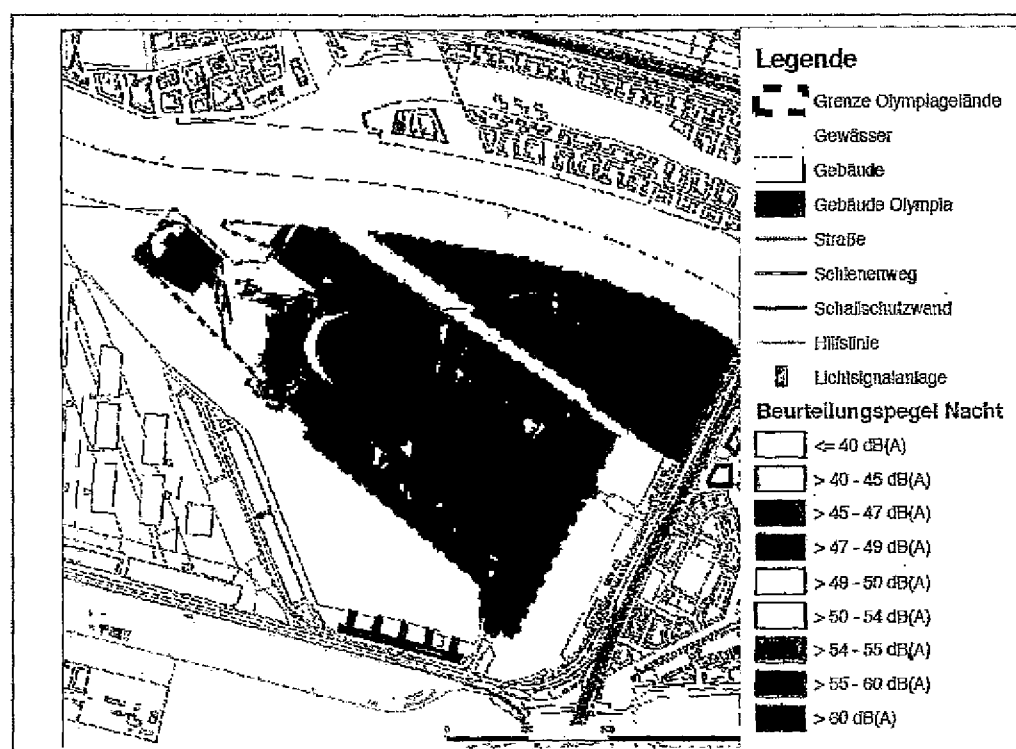 Legende
Grenze Olympiagelände
Gewässer
Gebäude
Gebäude Olympia
Straße
Schienenweg
Schallschutzwand
Hilfslinie
Lichtsignalanlage
Beurteilungspegel Nacht
<= 40 dB(A)
> 40 - 45 dB(A)
> 45 - 47 dB(A)
> 47 - 49 dB(A)
> 49 - 50 dB(A)
> 50 - 54 dB(A)
> 54 - 55 dB(A)
> 55 - 60 dB(A)
> 60 dB(A)